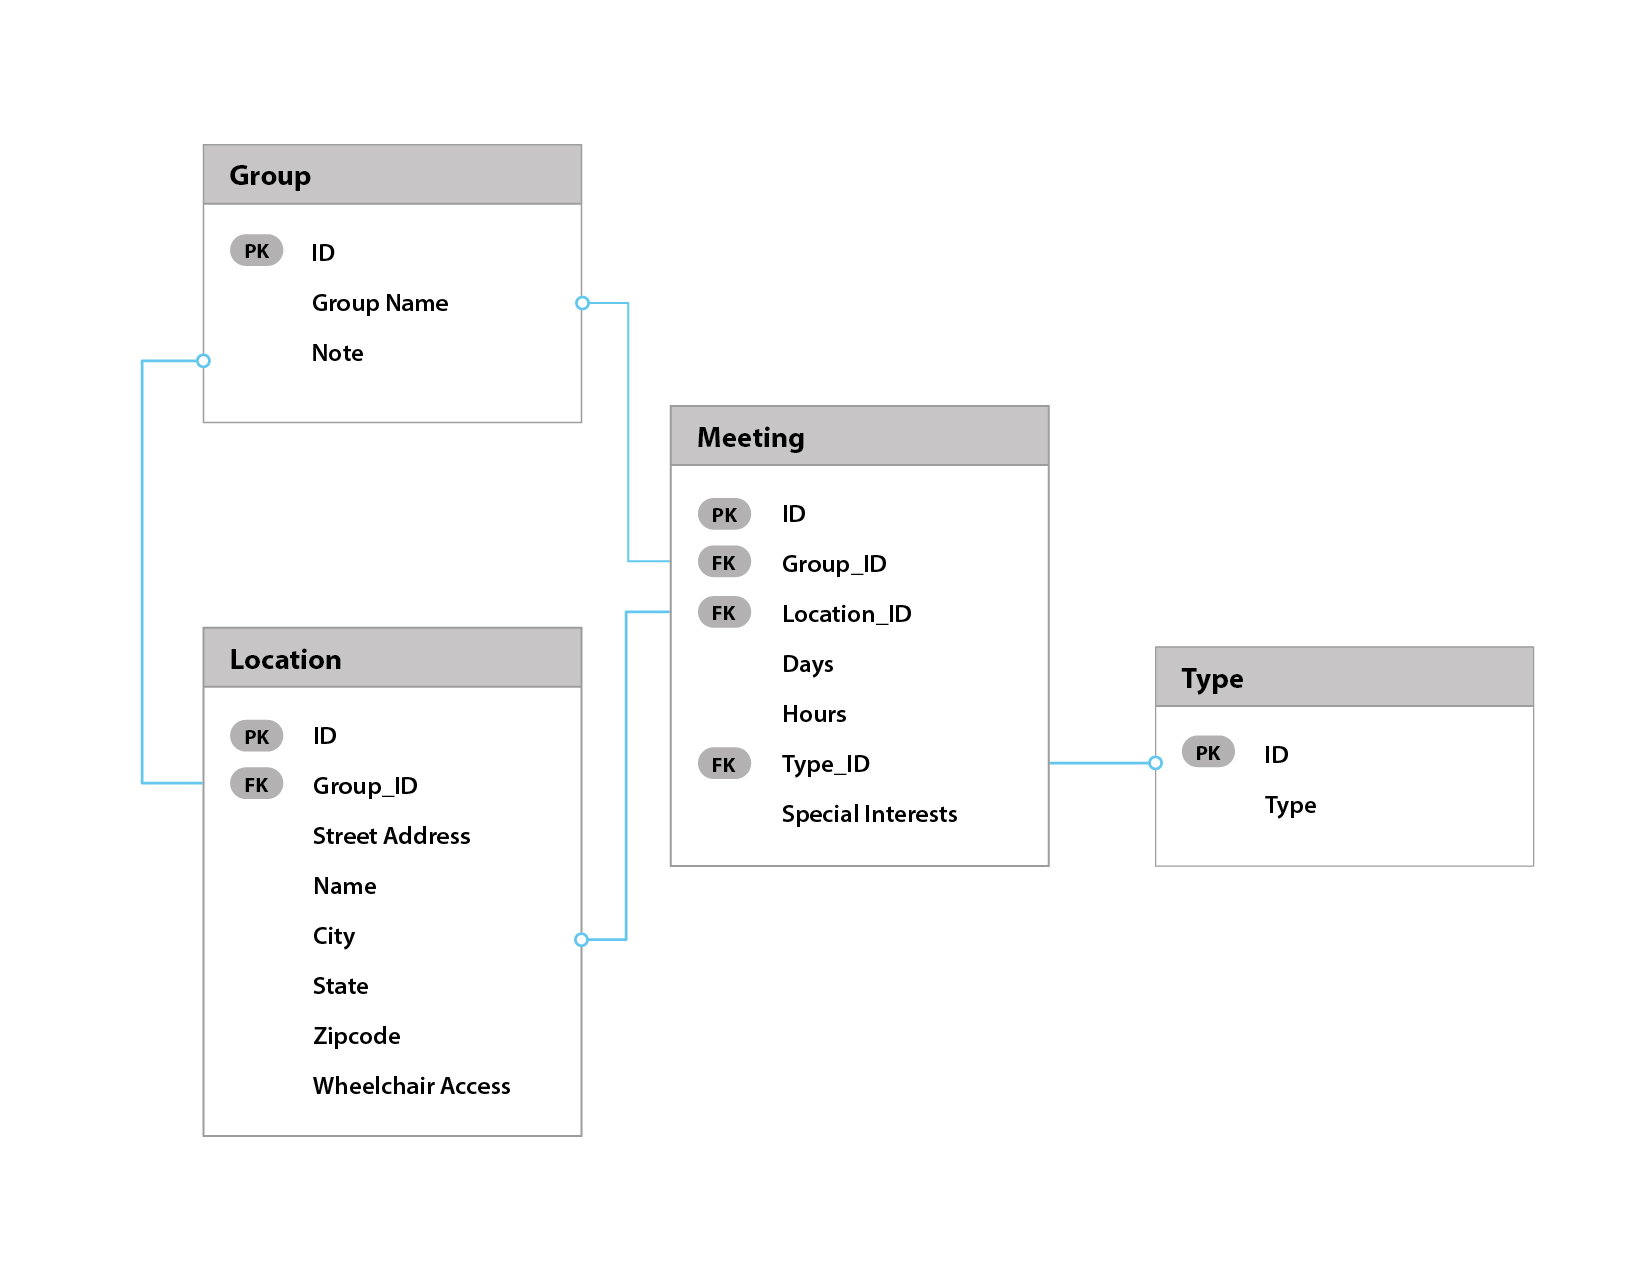 Group
PK ID
Group Name
Note
Meeting
PK ID
FK Group_ID
FK Location_ID
Days
Hours
FK Type_ID
Special Interests
Location
PK ID
FK Group_ID
Street Address
Name
City
State
Zipcode
Wheelchair Access
Type
PK ID
Type